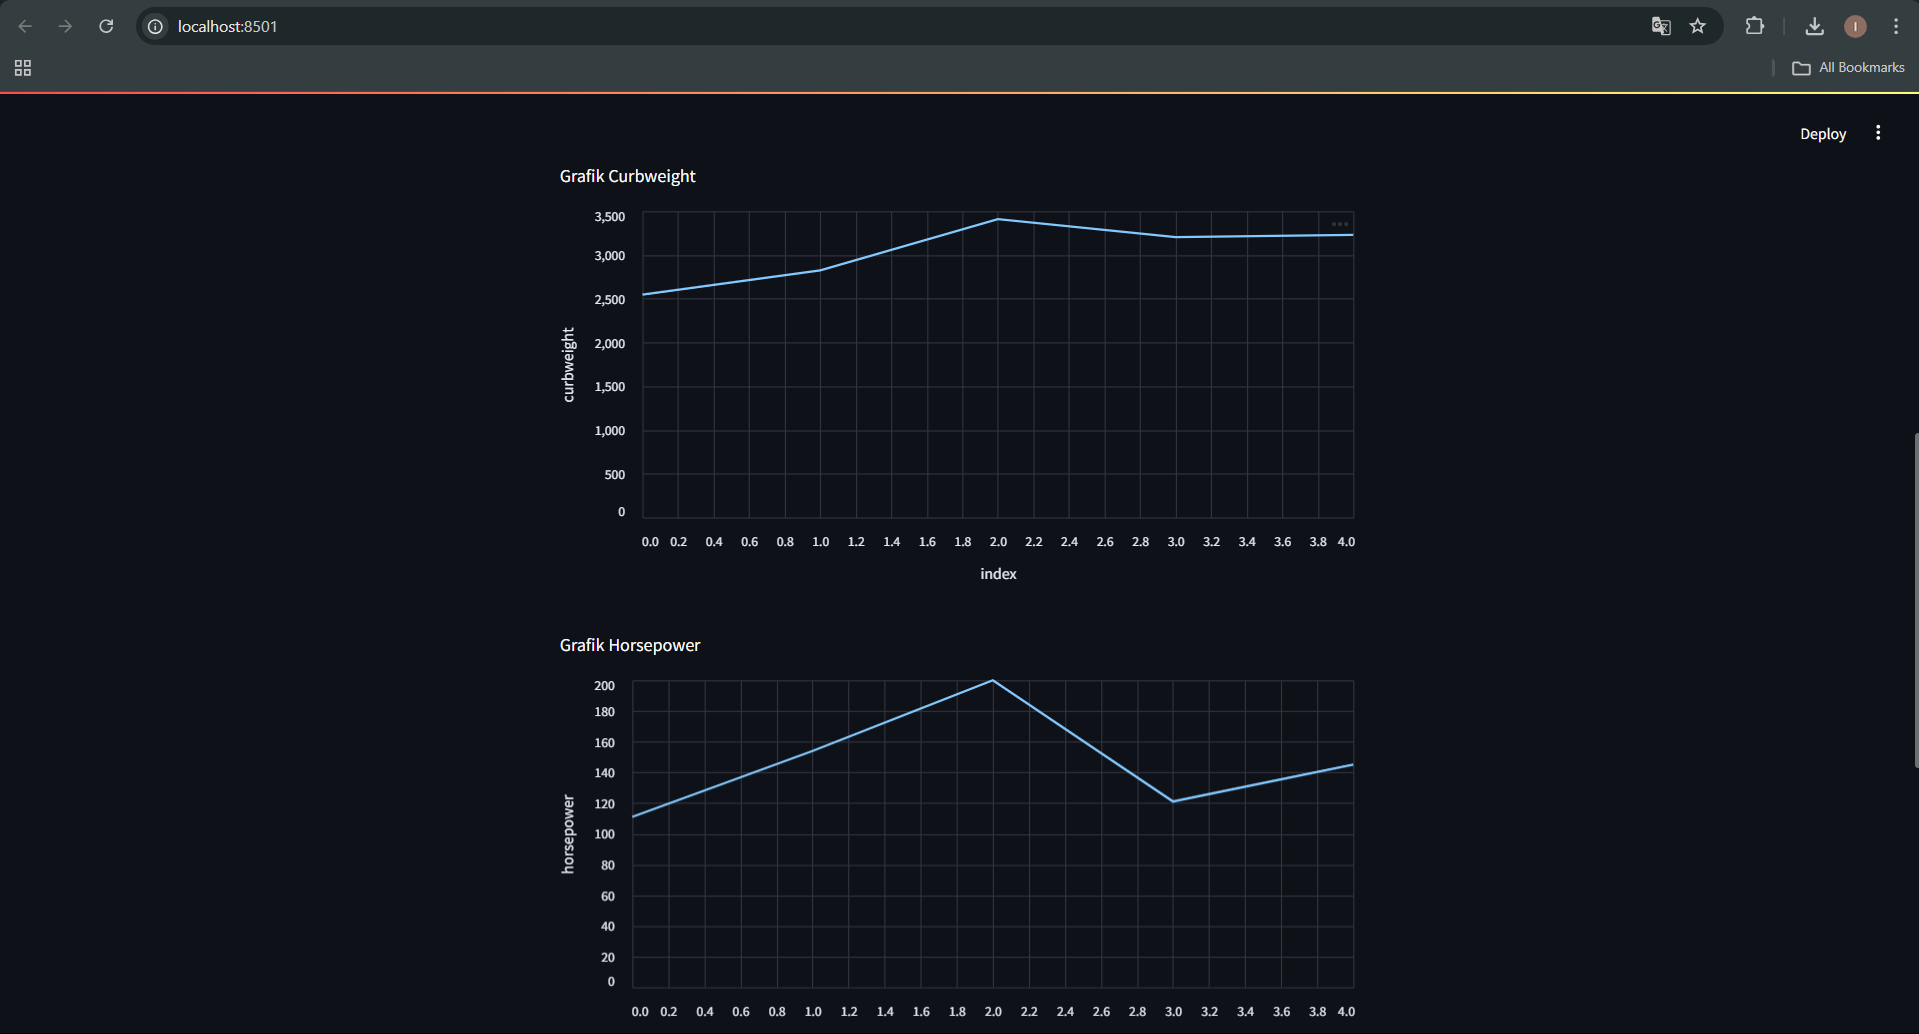 localhost:8501
All Bookmarks
I
Deploy
Grafik Curbweight
3,500
3,000
2,500
2,000
1,500
1,000
500
0
curbweight
0.0 0.2 0.4 0.6 0.8 1.0 1.2 1.4 1.6 1.8 2.0 2.2 2.4 2.6 2.8 3.0 3.2 3.4 3.6 3.8 4.0
index
Grafik Horsepower
200
180
160
140
120
100
80
60
40
20
0
horsepower
0.0 0.2 0.4 0.6 0.8 1.0 1.2 1.4 1.6 1.8 2.0 2.2 2.4 2.6 2.8 3.0 3.2 3.4 3.6 3.8 4.0